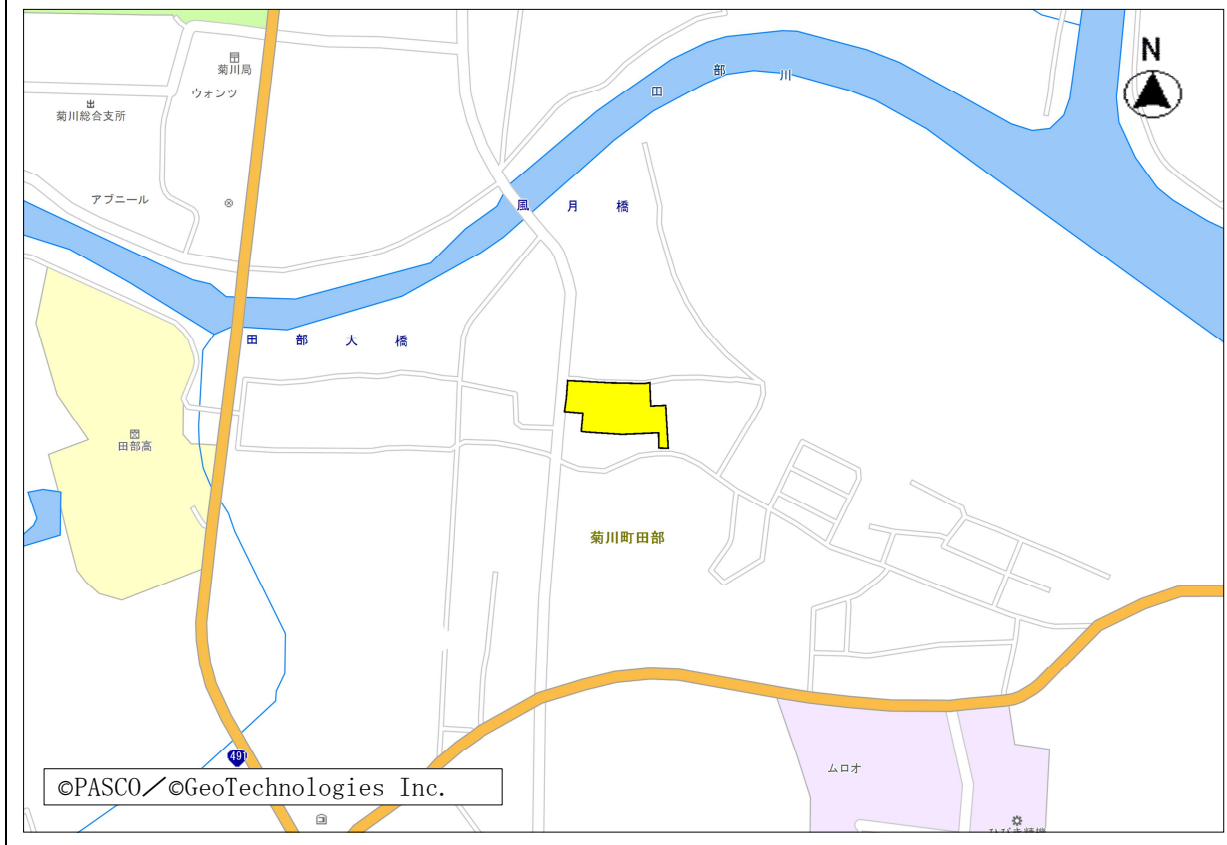 N
菊川局
ウォンツ
菊川総合支所
田 部 川
アブニール
風 月 橋
田 部 大 橋
田部高
菊川町田部
491
ムロオ
©PASCO／©GeoTechnologies Inc.